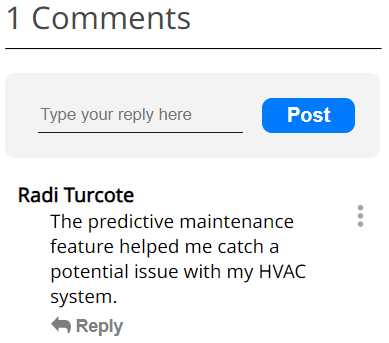 1 Comments
Type your reply here
Post
Radi Turcote
The predictive maintenance
feature helped me catch a
potential issue with my HVAC
system.
Reply